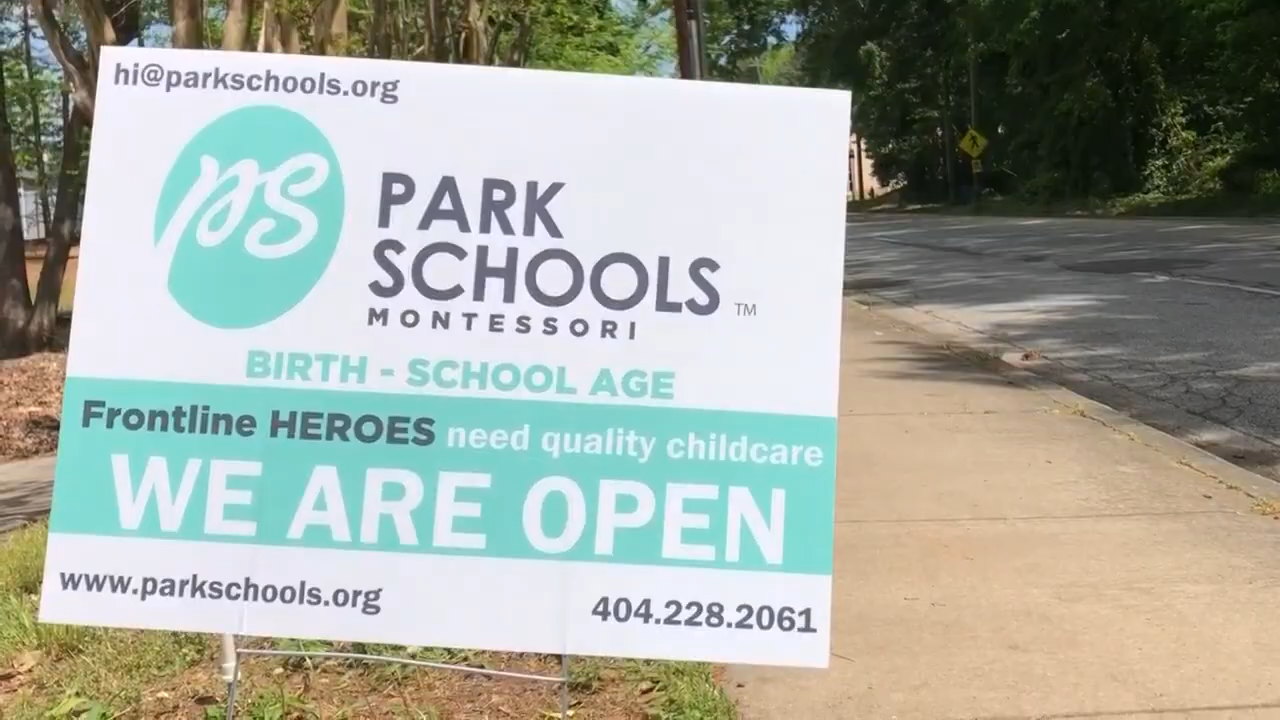 hi@parkschools.org
ps
PARK
SCHOOLS ™
MONTESSORI
BIRTH - SCHOOL AGE
Frontline HEROES need quality childcare
WE ARE OPEN
www.parkschools.org
404.228.2061